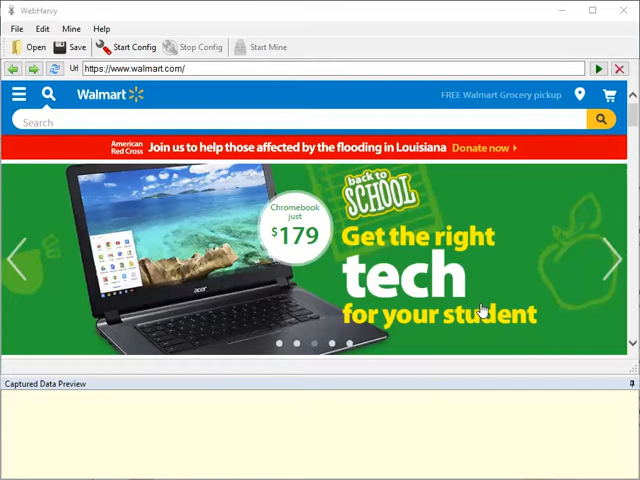 WebHarvy
File Edit Mine Help
Open Save Start Config Stop Config Start Mine
Url https://www.walmart.com/
Walmart FREE Walmart Grocery pickup
Search
American Red Cross Join us to help those affected by the flooding in Louisiana Donate now
back to
SCHOOL
Chromebook
just
$179
Get the right
tech
for your student
acer
Captured Data Preview